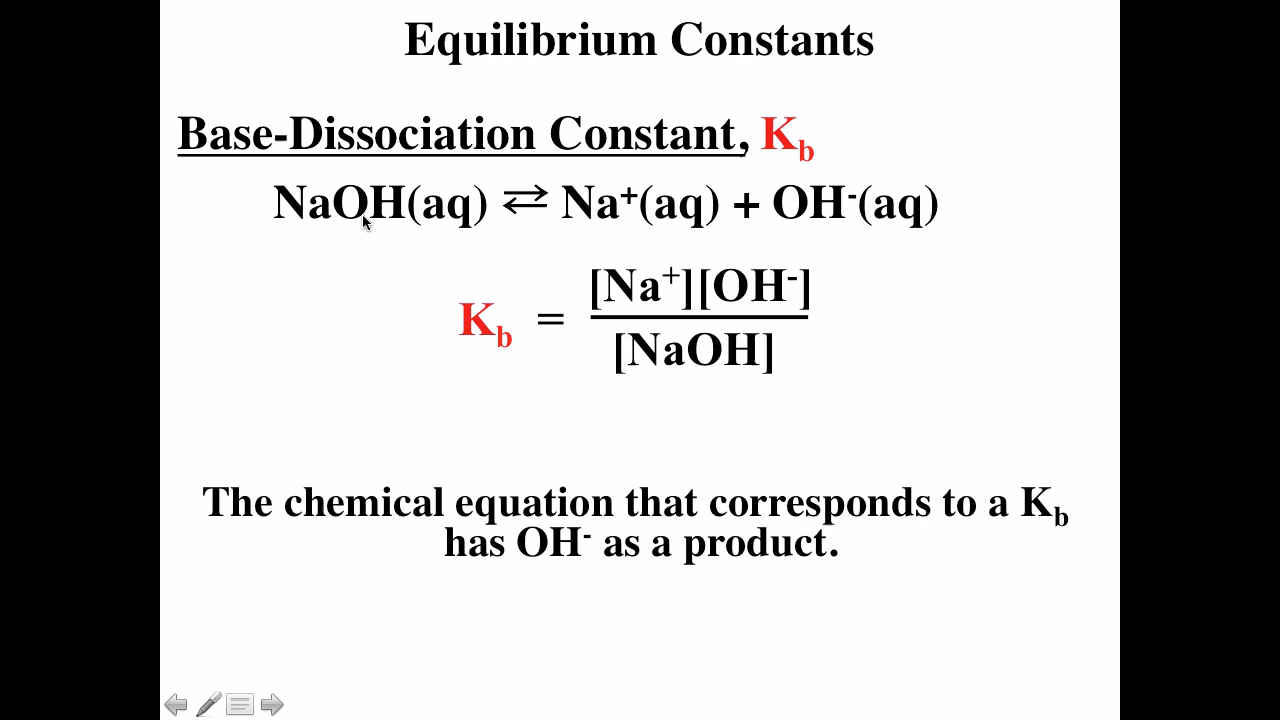 Equilibrium Constants
Base-Dissociation Constant, K_b
NaOH(aq) ⇄ Na⁺(aq) + OH⁻(aq)
K_b = [Na⁺][OH⁻] / [NaOH]
The chemical equation that corresponds to a K_b
has OH⁻ as a product.